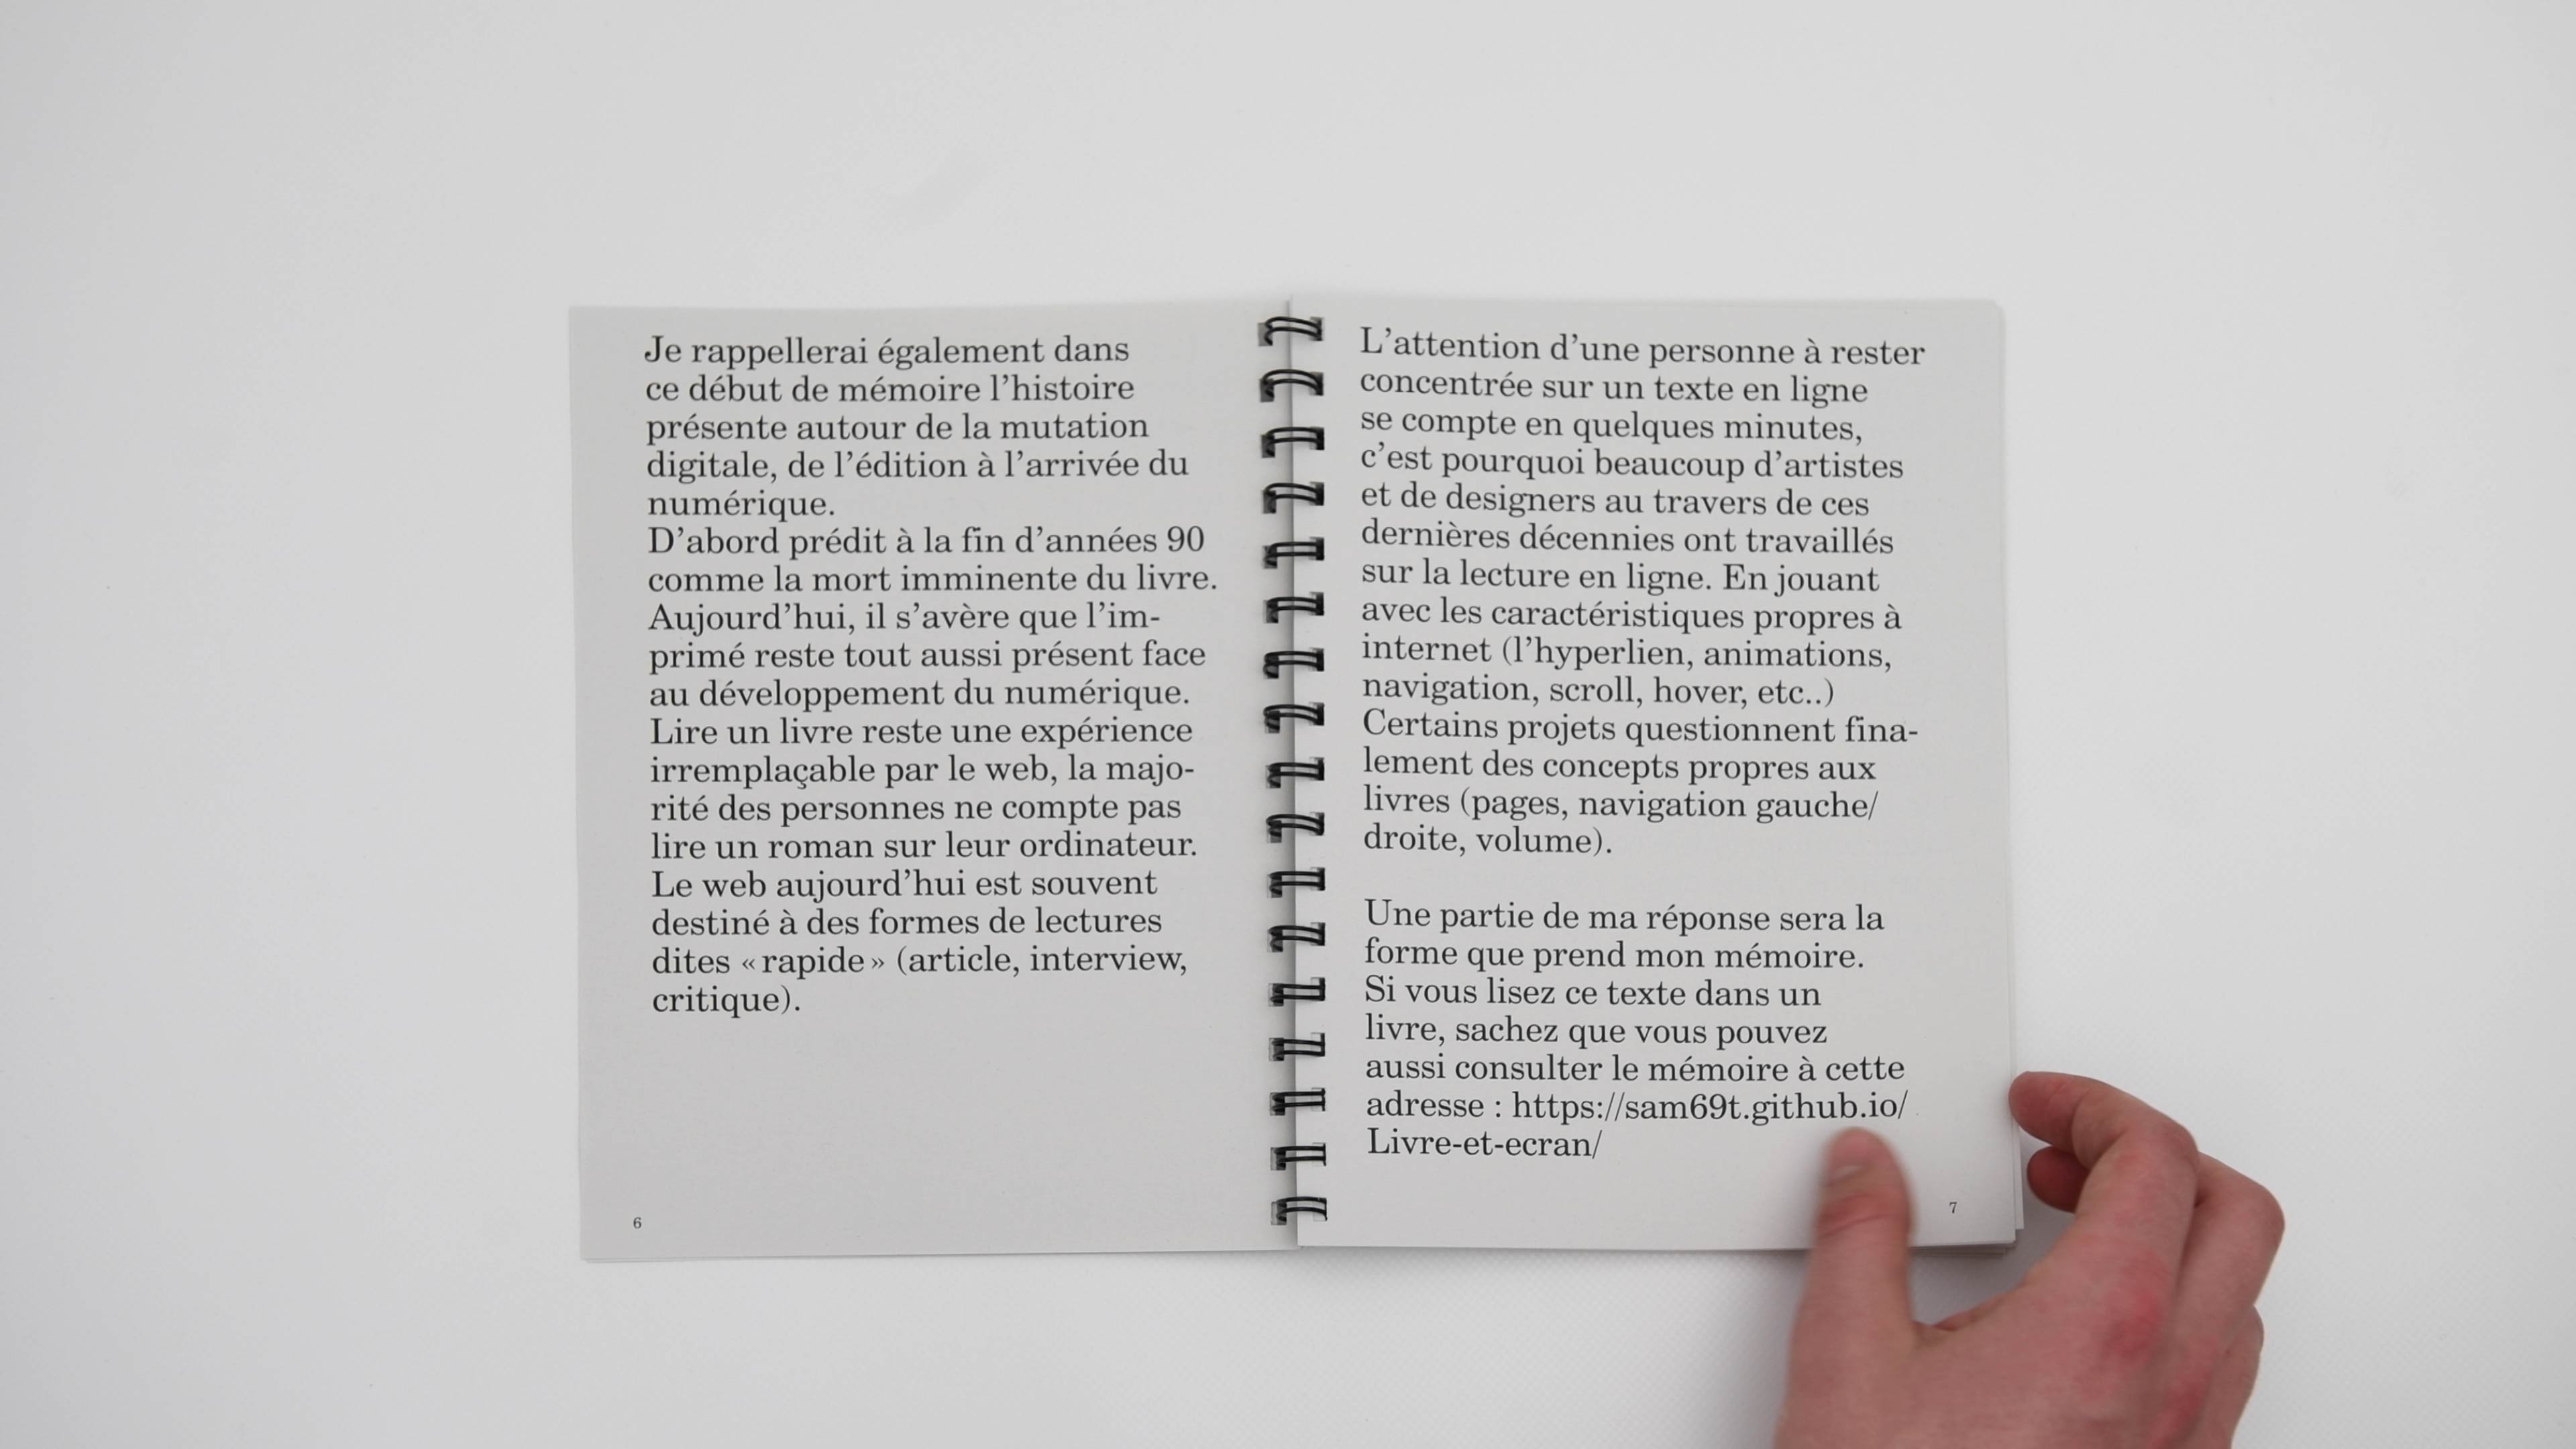 Je rappellerai également dans
ce début de mémoire l’histoire
présente autour de la mutation
digitale, de l’édition à l’arrivée du
numérique.
D’abord prédit à la fin d’années 90
comme la mort imminente du livre.
Aujourd’hui, il s’avère que l’im-
primé reste tout aussi présent face
au développement du numérique.
Lire un livre reste une expérience
irremplaçable par le web, la majo-
rité des personnes ne compte pas
lire un roman sur leur ordinateur.
Le web aujourd’hui est souvent
destiné à des formes de lectures
dites « rapide » (article, interview,
critique).
6
L’attention d’une personne à rester
concentrée sur un texte en ligne
se compte en quelques minutes,
c’est pourquoi beaucoup d’artistes
et de designers au travers de ces
dernières décennies ont travaillés
sur la lecture en ligne. En jouant
avec les caractéristiques propres à
internet (l’hyperlien, animations,
navigation, scroll, hover, etc..)
Certains projets questionnent fina-
lement des concepts propres aux
livres (pages, navigation gauche/
droite, volume).
Une partie de ma réponse sera la
forme que prend mon mémoire.
Si vous lisez ce texte dans un
livre, sachez que vous pouvez
aussi consulter le mémoire à cette
adresse : https://sam69t.github.io/
Livre-et-ecran/
7